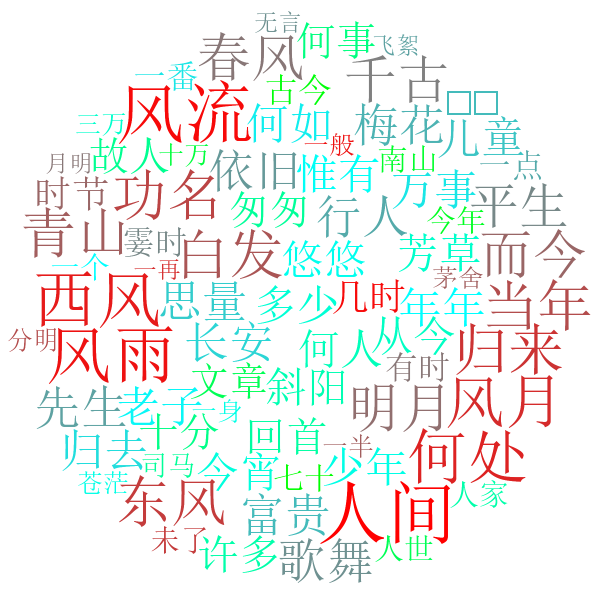 无言
春风
何事
飞絮
一番
古今
千古
风流
何如
梅花
儿童
三万
故人
十万
依旧
一般
惟有
南山
一点
月明
时节
功名
匆匆
行人
万事
今年
平生
青山
霎时
白发
悠悠
芳草
而今
一个
一再
茅舍
西风
思量
多少
几时
年年
当年
分明
风雨
长安
何人
从今
归来
文章
斜阳
有时
先生
老子
一身
明月
风月
归去
十分
回首
一半
何处
苍茫
司马
今宵
七十
少年
人家
东风
富贵
人间
未了
许多
歌舞
人世